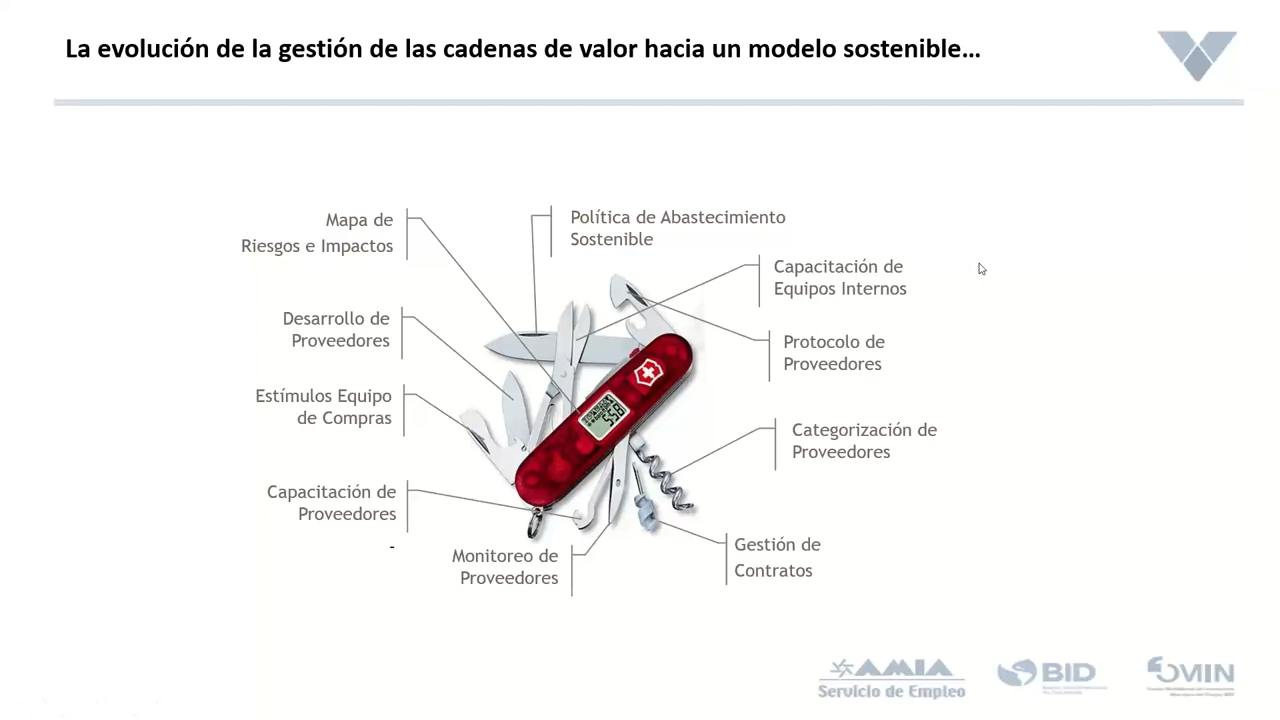 La evolución de la gestión de las cadenas de valor hacia un modelo sostenible…
Mapa de
Riesgos e Impactos
Política de Abastecimiento
Sostenible
Capacitación de
Equipos Internos
Desarrollo de
Proveedores
Protocolo de
Proveedores
Estímulos Equipo
de Compras
Categorización de
Proveedores
Capacitación de
Proveedores
-
Monitoreo de
Proveedores
Gestión de
Contratos
5:58
AMIA
Servicio de Empleo
BID
FOMIN